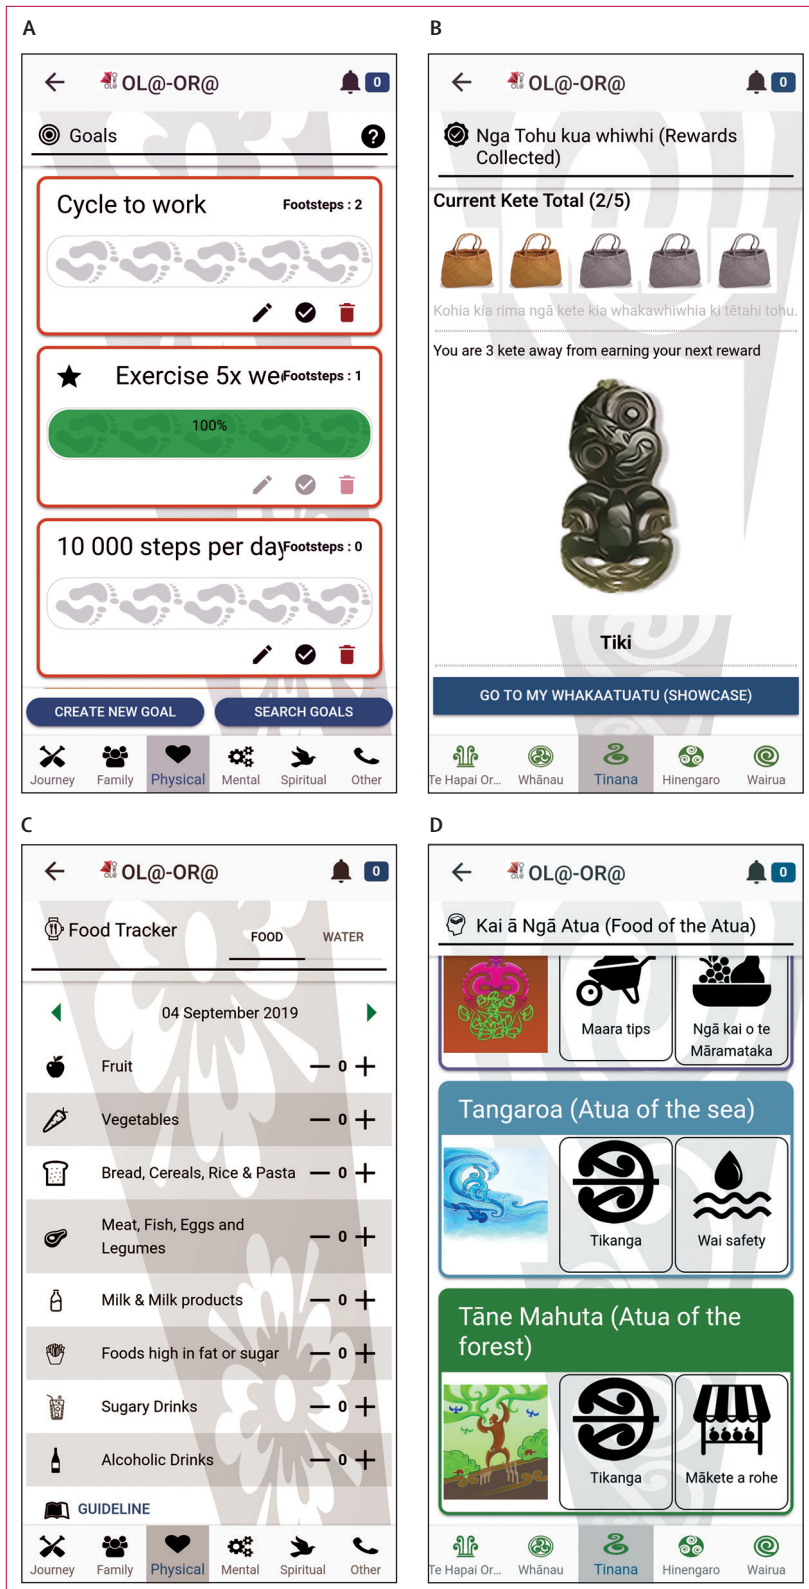 A
OL@-OR@
0
Goals
?
Cycle to work
Footsteps : 2
Exercise 5x we
Footsteps : 1
100%
10 000 steps per day
Footsteps : 0
CREATE NEW GOAL
SEARCH GOALS
Journey
Family
Physical
Mental
Spiritual
Other
B
OL@-OR@
0
Nga Tohu kua whiwhi (Rewards
Collected)
Current Kete Total (2/5)
Kohia kia rima ngā kete kia whakawhiwhia ki tētahi tohu.
You are 3 kete away from earning your next reward
Tiki
GO TO MY WHAKAATUATU (SHOWCASE)
Te Hapai Or...
Whānau
Tinana
Hinengaro
Wairua
C
OL@-OR@
0
Food Tracker
FOOD
WATER
04 September 2019
Fruit
0
Vegetables
0
Bread, Cereals, Rice & Pasta
0
Meat, Fish, Eggs and
Legumes
0
Milk & Milk products
0
Foods high in fat or sugar
0
Sugary Drinks
0
Alcoholic Drinks
0
GUIDELINE
Journey
Family
Physical
Mental
Spiritual
Other
D
OL@-OR@
0
Kai ā Ngā Atua (Food of the Atua)
Maara tips
Ngā kai o te
Māramataka
Tangaroa (Atua of the sea)
Tikanga
Wai safety
Tāne Mahuta (Atua of the
forest)
Tikanga
Mākete a rohe
Te Hapai Or...
Whānau
Tinana
Hinengaro
Wairua